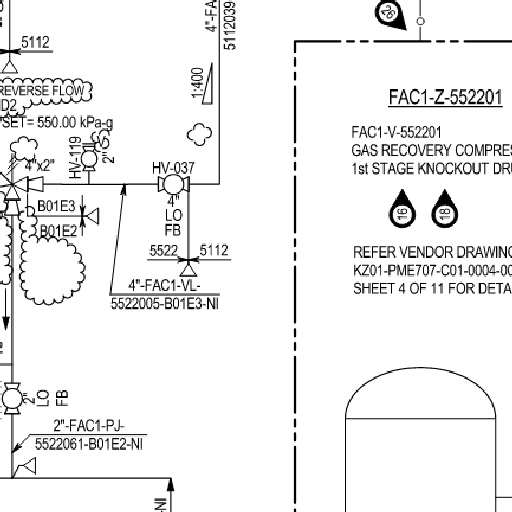 5112
4"-FA
5112039
REVERSE FLOW
1:400
FAC1-Z-552201
SET= 550.00 kPa-g
FAC1-V-552201
GAS RECOVERY COMPRES
1st STAGE KNOCKOUT DRU
HV-119
2"
4"x2"
HV-037
4"
LO
FB
16
18
B01E3
B01E2
5522 5112
REFER VENDOR DRAWING
KZ01-PME707-C01-0004-00
SHEET 4 OF 11 FOR DETA
4"-FAC1-VL-
5522005-B01E3-NI
2"
LO
FB
2"-FAC1-PJ-
5522061-B01E2-NI
-NI